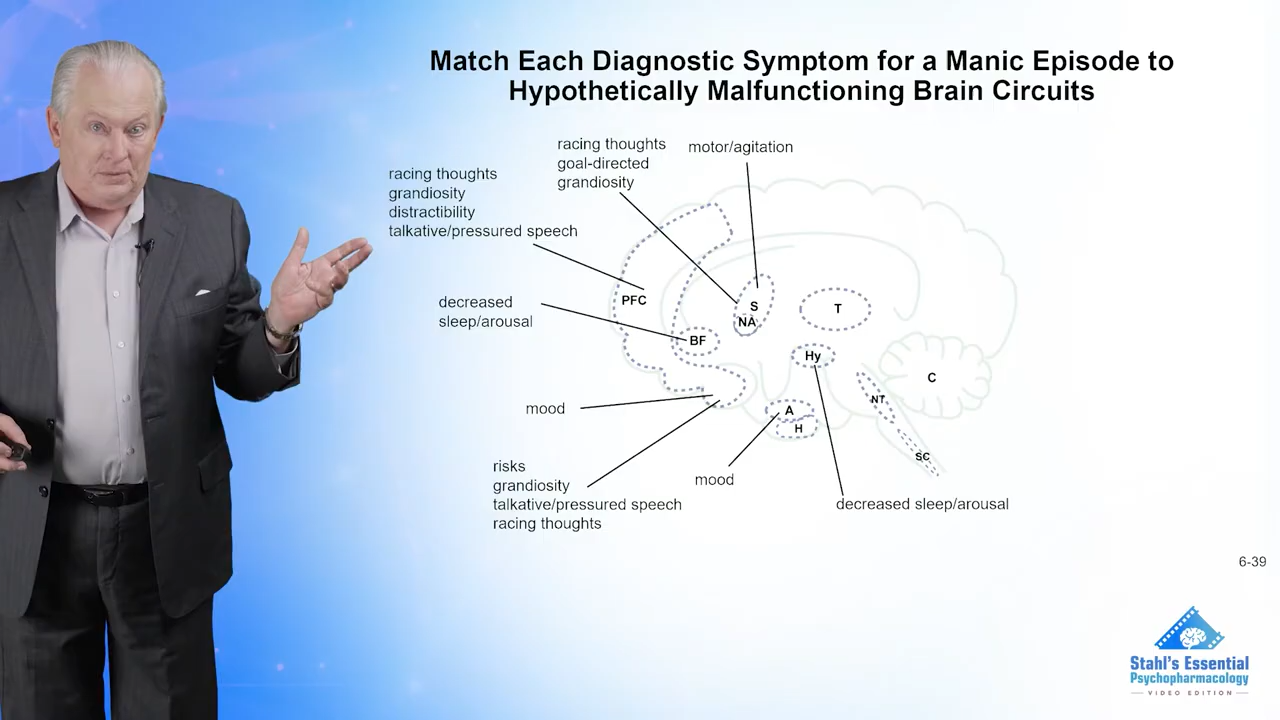 Match Each Diagnostic Symptom for a Manic Episode to
Hypothetically Malfunctioning Brain Circuits
racing thoughts
goal-directed
grandiosity
motor/agitation
racing thoughts
grandiosity
distractibility
talkative/pressured speech
PFC
S
NA
T
decreased
sleep/arousal
BF
Hy
C
NT
mood
A
H
SC
risks
grandiosity
talkative/pressured speech
racing thoughts
mood
decreased sleep/arousal
6-39
Stahl's Essential
Psychopharmacology
VIDEO EDITION